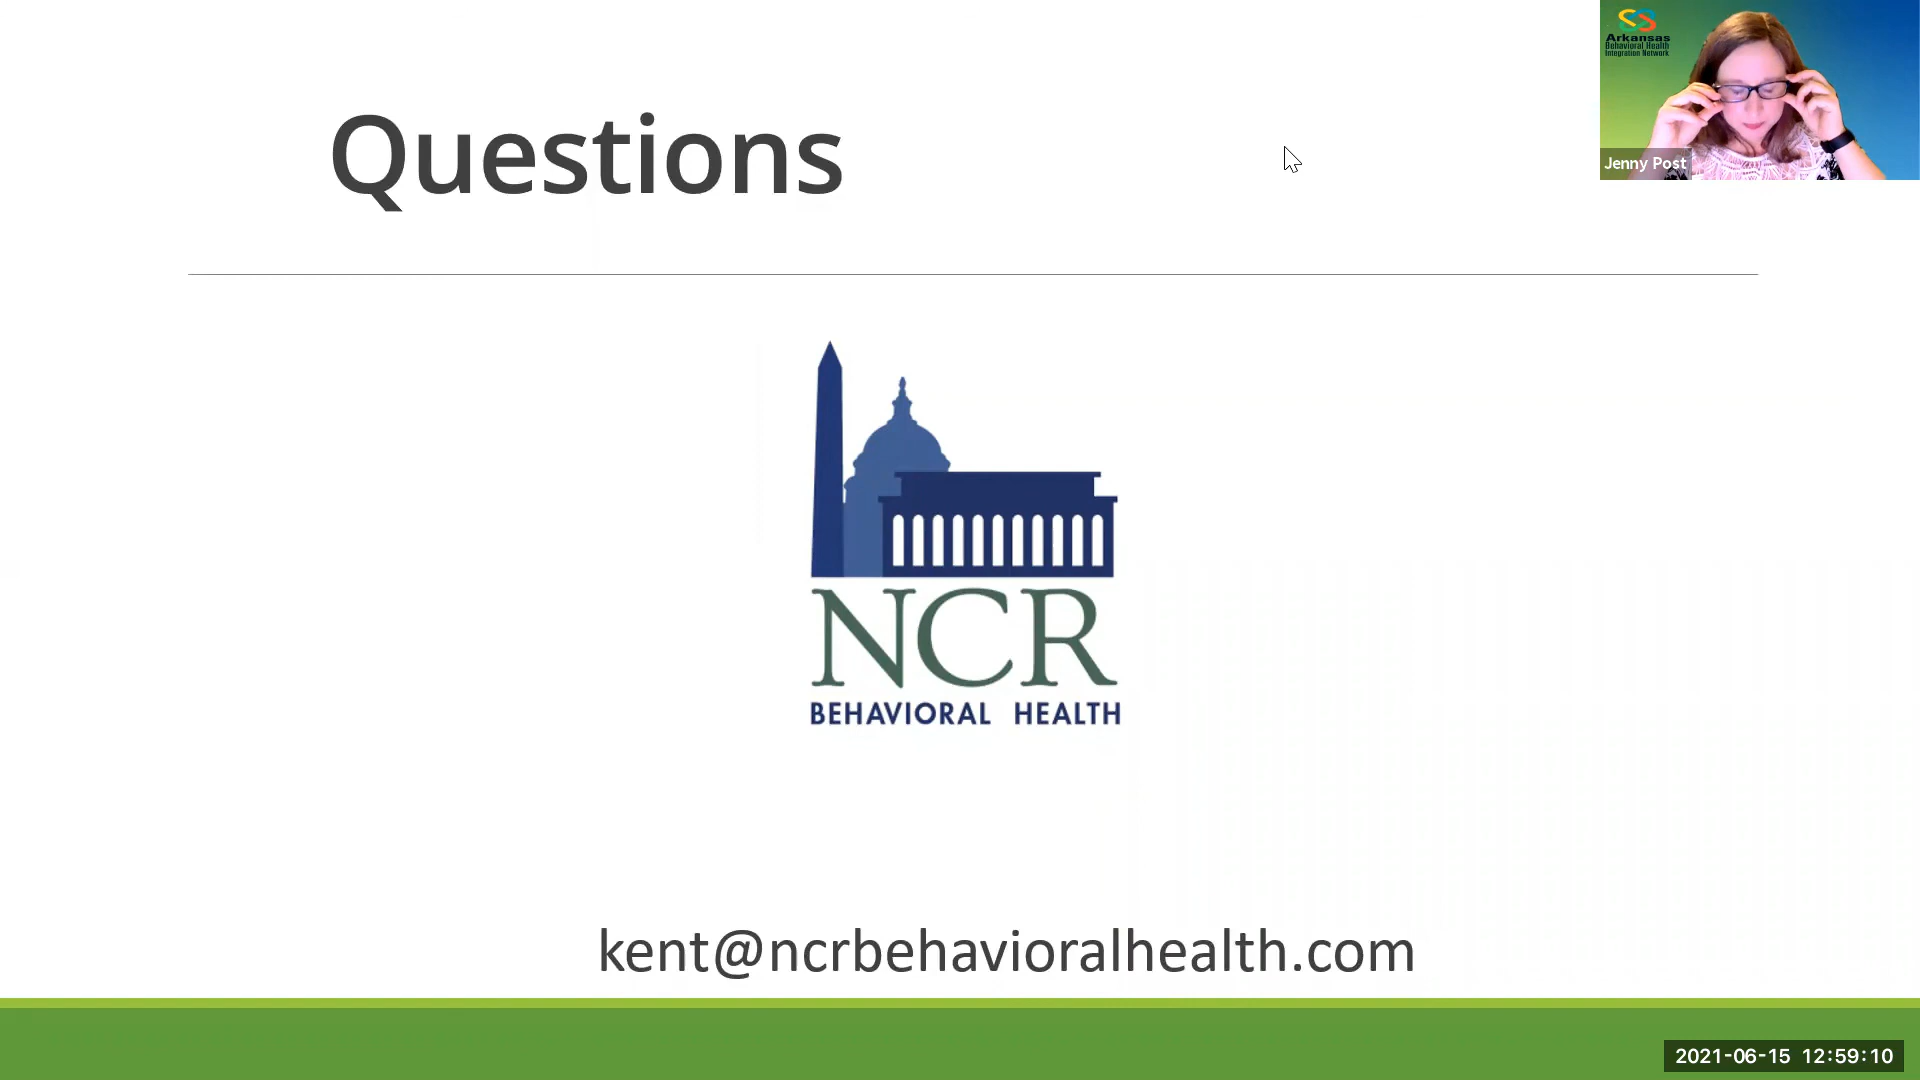 Questions
Arkansas
Behavioral Health
Integration Network
Jenny Post
NCR
BEHAVIORAL HEALTH
kent@ncrbehavioralhealth.com
2021-06-15 12:59:10